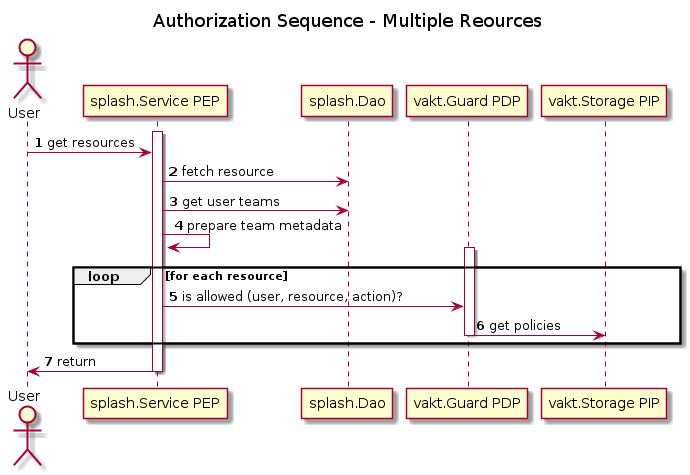 Authorization Sequence - Multiple Reources
User
splash.Service PEP
splash.Dao
vakt.Guard PDP
vakt.Storage PIP
1 get resources
2 fetch resource
3 get user teams
4 prepare team metadata
loop [for each resource]
5 is allowed (user, resource, action)?
6 get policies
7 return
User
splash.Service PEP
splash.Dao
vakt.Guard PDP
vakt.Storage PIP